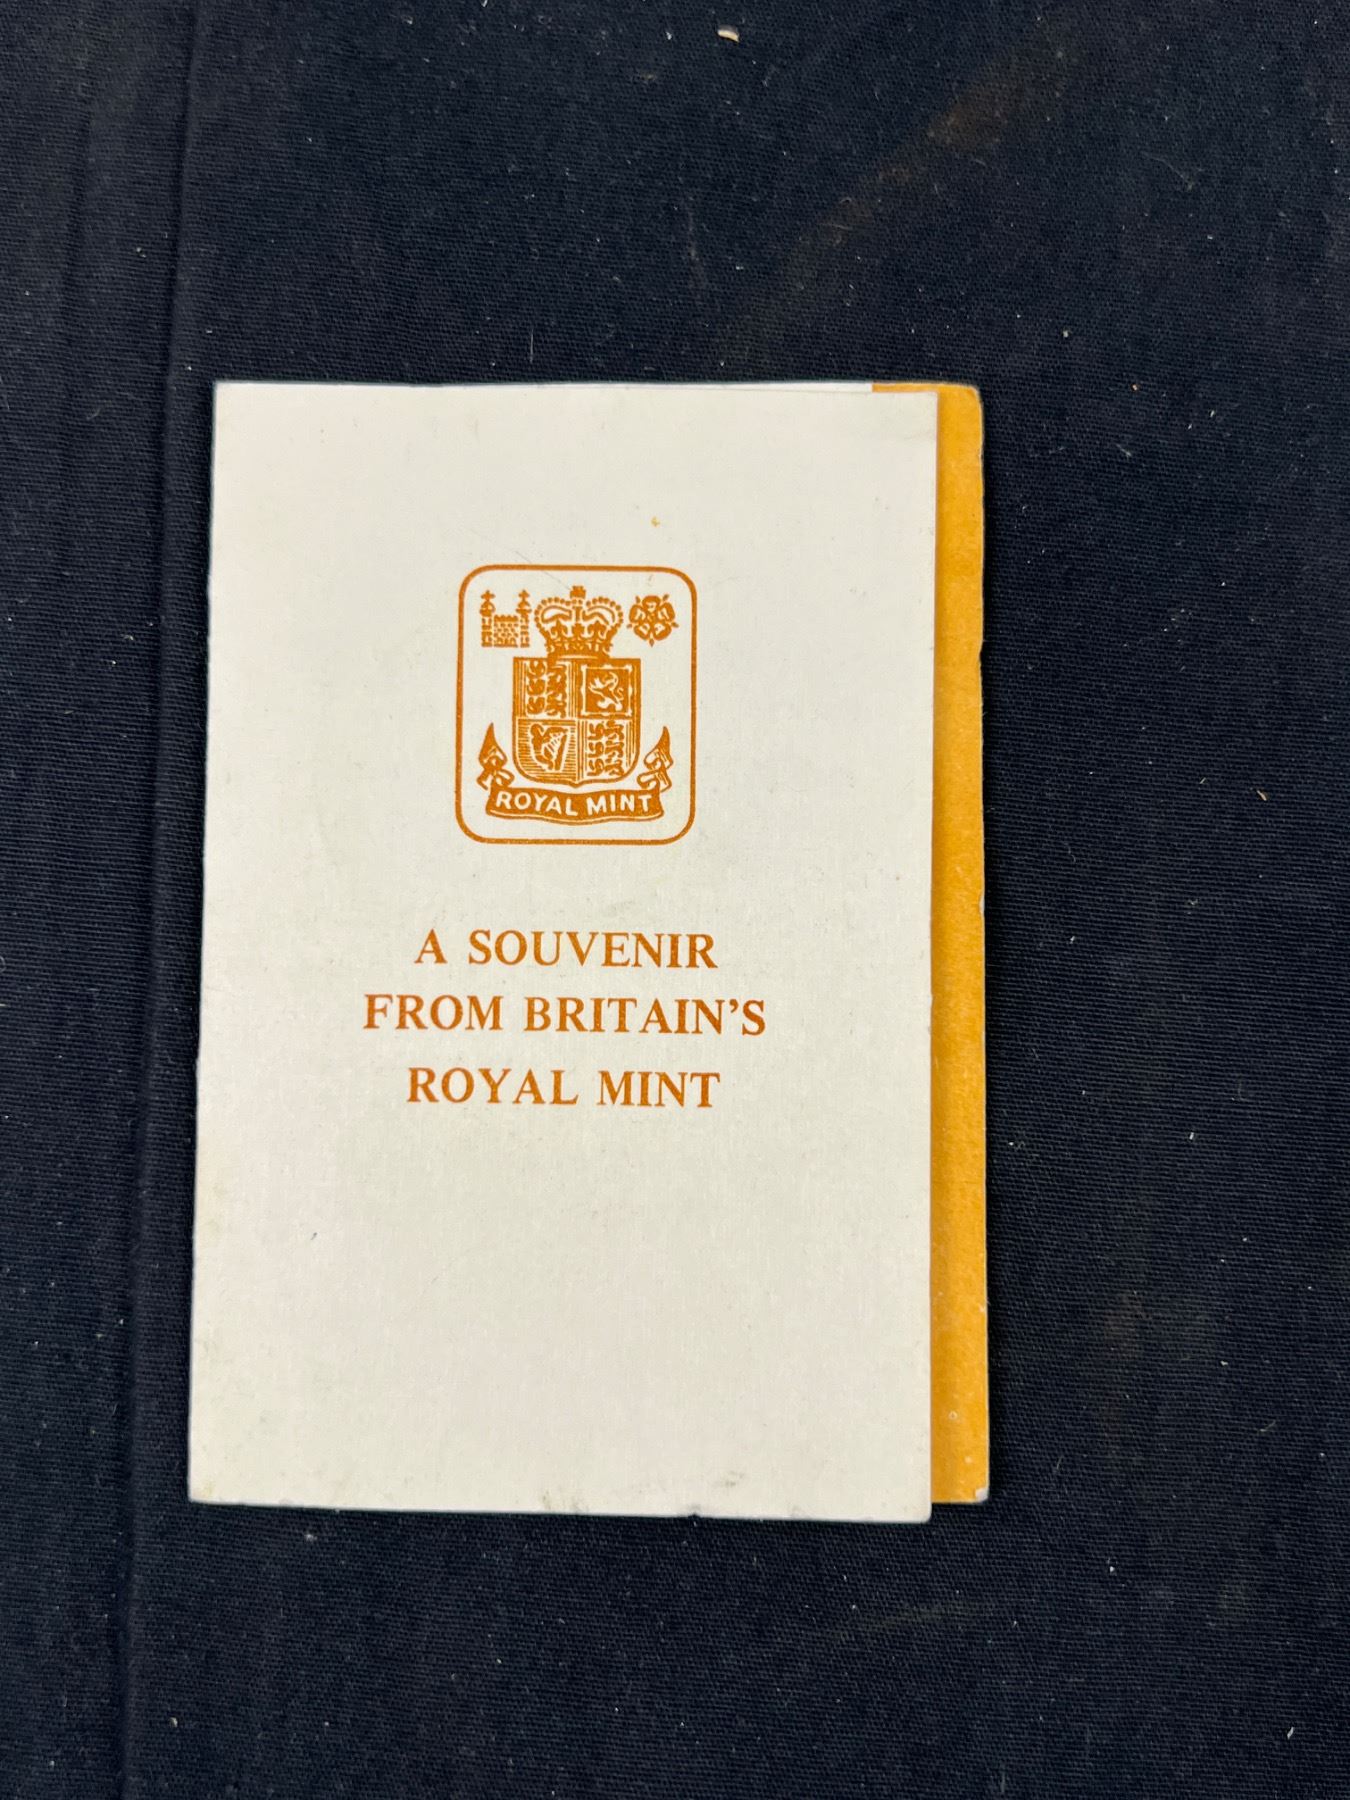 ROYAL MINT
A SOUVENIR
FROM BRITAIN'S
ROYAL MINT